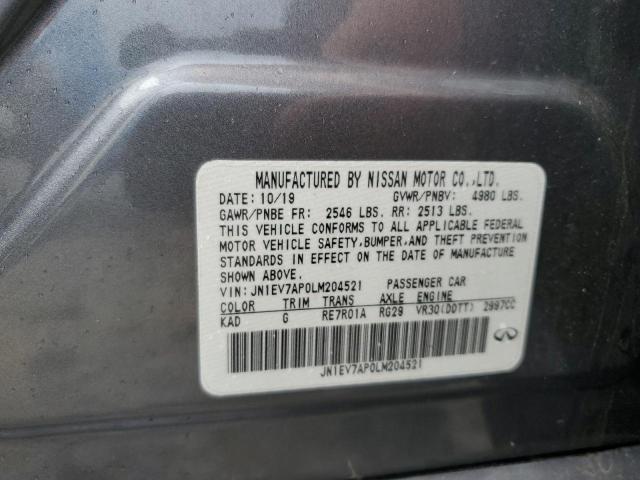 MANUFACTURED BY NISSAN MOTOR CO.,LTD.
DATE: 10/19 GVWR/PNBV: 4980 LBS.
GAWR/PNBE FR: 2546 LBS. RR: 2513 LBS.
THIS VEHICLE CONFORMS TO ALL APPLICABLE FEDERAL
MOTOR VEHICLE SAFETY,BUMPER,AND THEFT PREVENTION
STANDARDS IN EFFECT ON THE DATE OF MANUFACTURE
SHOWN ABOVE.
VIN: JN1EV7AP0LM204521 PASSENGER CAR
COLOR TRIM TRANS AXLE ENGINE
KAD G RE7R01A RG29 VR30(DDTT) 2997CC
JN1EV7AP0LM204521